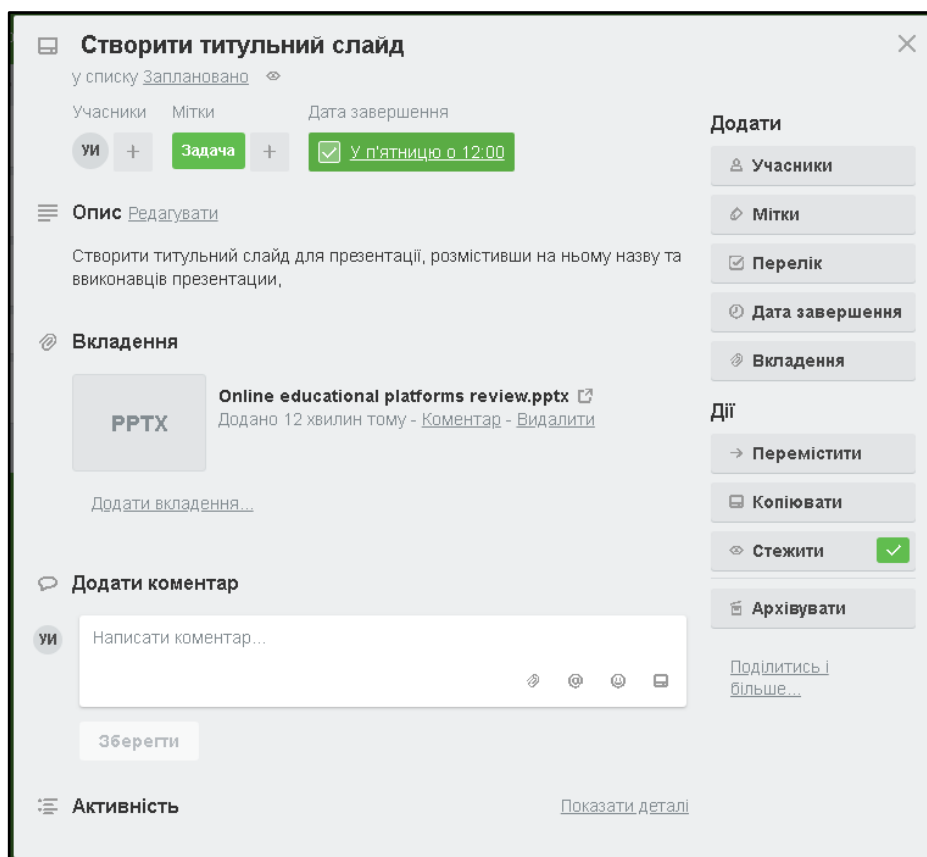 Створити титульний слайд
у списку Заплановано
Учасники Мітки Дата завершення
УИ + Задача + У п'ятницю о 12:00
Опис Редагувати
Створити титульний слайд для презентації, розмістивши на ньому назву та
ввиконавців презентации,
Вкладення
PPTX
Online educational platforms review.pptx
Додано 12 хвилин тому - Коментар - Видалити
Додати вкладення...
Додати коментар
УИ
Написати коментар...
Зберегти
Активність Показати деталі
Додати
Учасники
Мітки
Перелік
Дата завершення
Вкладення
Дії
Перемістити
Копіювати
Стежити
Архівувати
Поділитись і
більше...